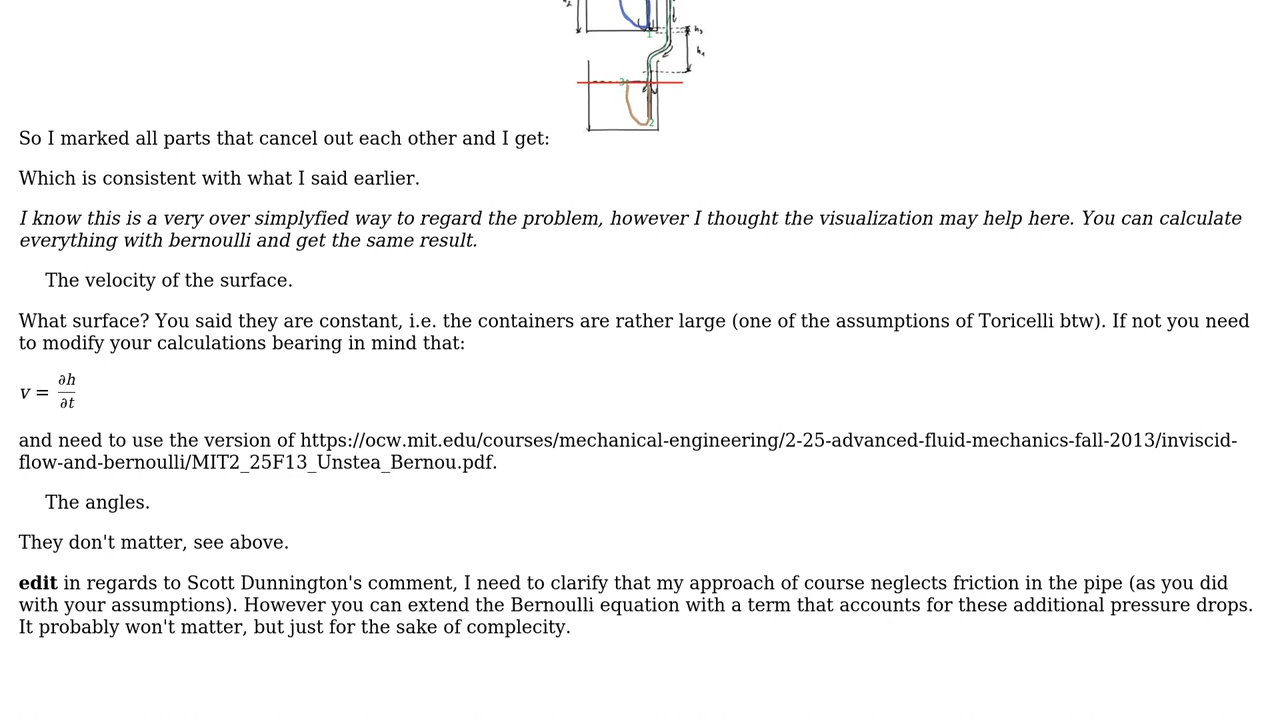 1
h₃
h₄
3
2
So I marked all parts that cancel out each other and I get:
Which is consistent with what I said earlier.
I know this is a very over simplyfied way to regard the problem, however I thought the visualization may help here. You can calculate
everything with bernoulli and get the same result.
The velocity of the surface.
What surface? You said they are constant, i.e. the containers are rather large (one of the assumptions of Toricelli btw). If not you need
to modify your calculations bearing in mind that:
v = ∂h/∂t
and need to use the version of https://ocw.mit.edu/courses/mechanical-engineering/2-25-advanced-fluid-mechanics-fall-2013/inviscid-
flow-and-bernoulli/MIT2_25F13_Unstea_Bernou.pdf.
The angles.
They don't matter, see above.
edit in regards to Scott Dunnington's comment, I need to clarify that my approach of course neglects friction in the pipe (as you did
with your assumptions). However you can extend the Bernoulli equation with a term that accounts for these additional pressure drops.
It probably won't matter, but just for the sake of complecity.